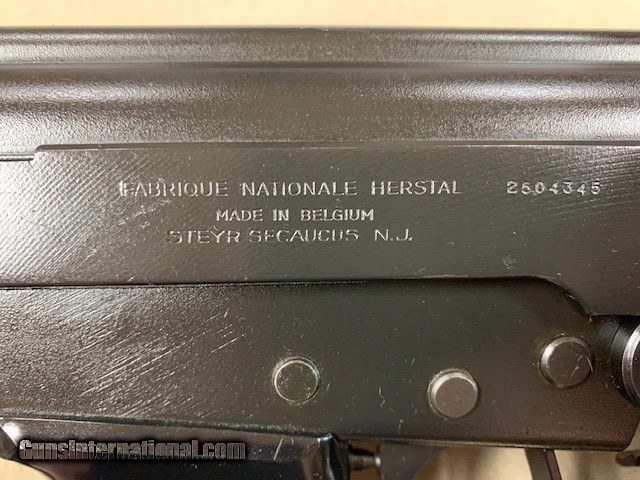 FABRIQUE NATIONALE HERSTAL 2504345
MADE IN BELGIUM
STEYR SECAUCUS N.J.
GunsInternational.com